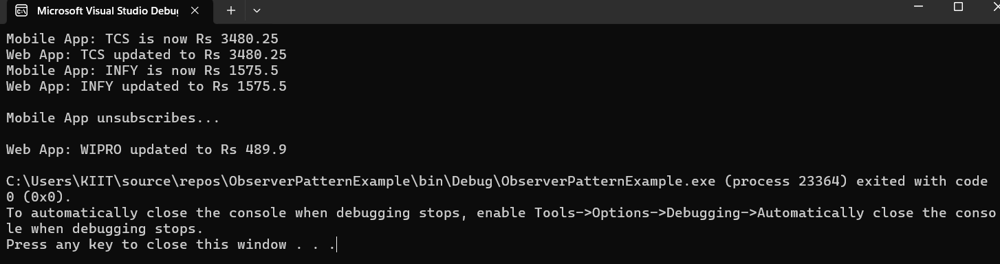 Microsoft Visual Studio Debug
Mobile App: TCS is now Rs 3480.25
Web App: TCS updated to Rs 3480.25
Mobile App: INFY is now Rs 1575.5
Web App: INFY updated to Rs 1575.5
Mobile App unsubscribes...
Web App: WIPRO updated to Rs 489.9
C:\Users\KIIT\source\repos\ObserverPatternExample\bin\Debug\ObserverPatternExample.exe (process 23364) exited with code
0 (0x0).
To automatically close the console when debugging stops, enable Tools->Options->Debugging->Automatically close the conso
le when debugging stops.
Press any key to close this window . . .